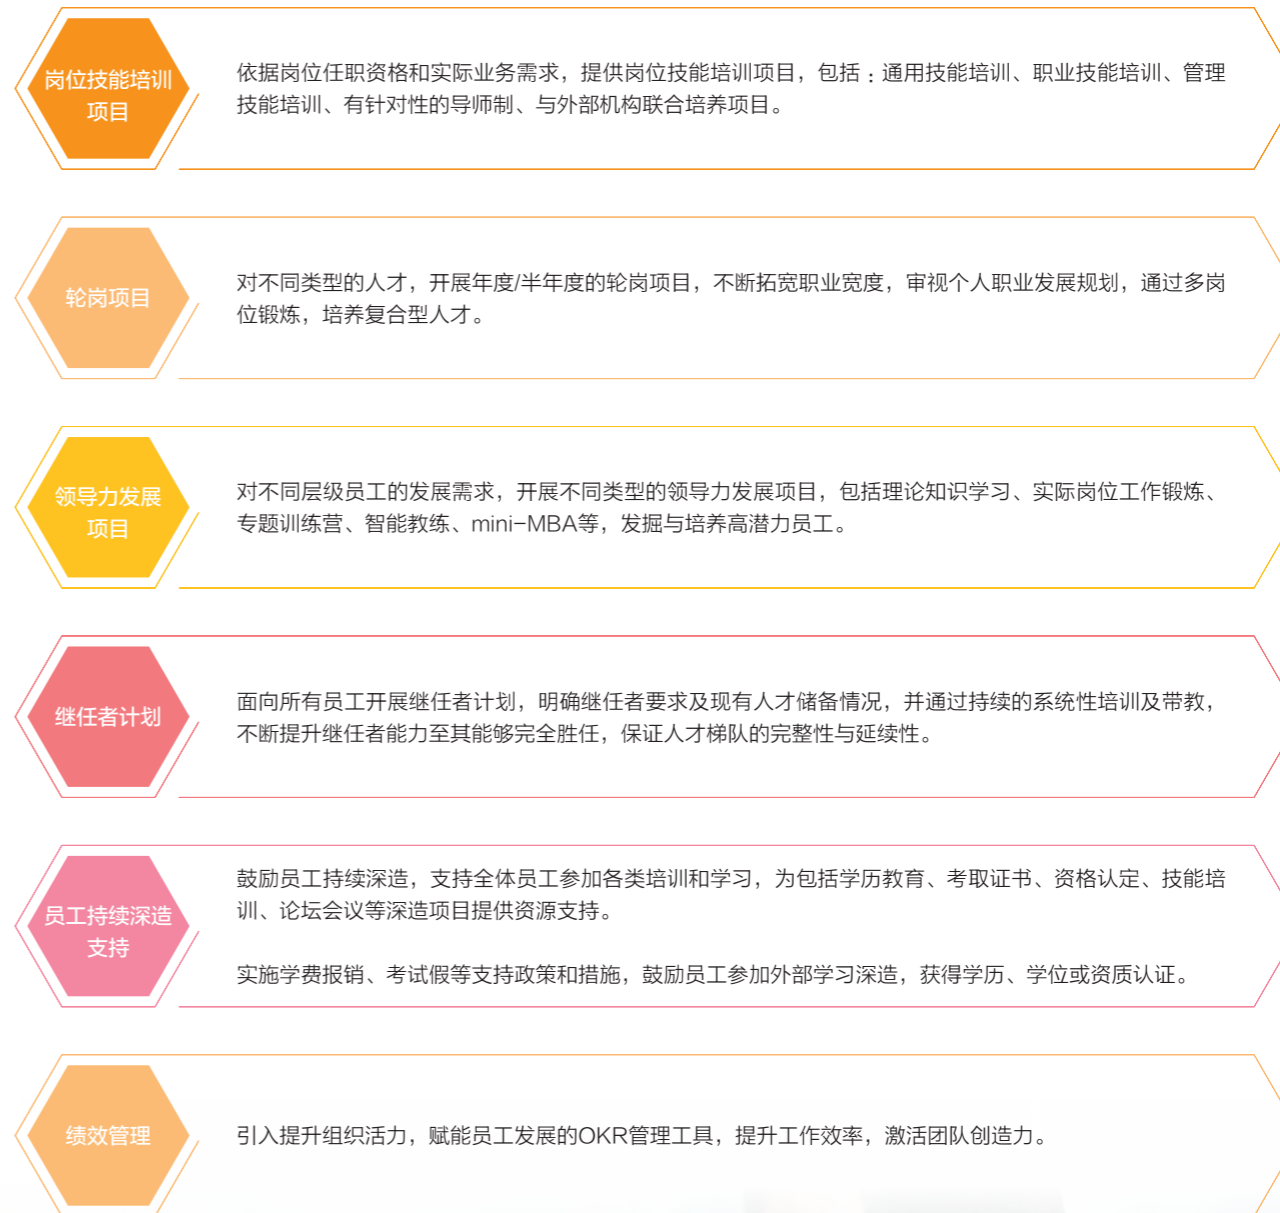 岗位技能培训
项目
依据岗位任职资格和实际业务需求，提供岗位技能培训项目，包括：通用技能培训、职业技能培训、管理
技能培训、有针对性的导师制、与外部机构联合培养项目。
轮岗项目
对不同类型的人才，开展年度/半年度的轮岗项目，不断拓宽职业宽度，审视个人职业发展规划，通过多岗
位锻炼，培养复合型人才。
领导力发展
项目
对不同层级员工的发展需求，开展不同类型的领导力发展项目，包括理论知识学习、实际岗位工作锻炼、
专题训练营、智能教练、mini-MBA等，发掘与培养高潜力员工。
继任者计划
面向所有员工开展继任者计划，明确继任者要求及现有人才储备情况，并通过持续的系统性培训及带教，
不断提升继任者能力至其能够完全胜任，保证人才梯队的完整性与延续性。
员工持续深造
支持
鼓励员工持续深造，支持全体员工参加各类培训和学习，为包括学历教育、考取证书、资格认定、技能培
训、论坛会议等深造项目提供资源支持。
实施学费报销、考试假等支持政策和措施，鼓励员工参加外部学习深造，获得学历、学位或资质认证。
绩效管理
引入提升组织活力，赋能员工发展的OKR管理工具，提升工作效率，激活团队创造力。